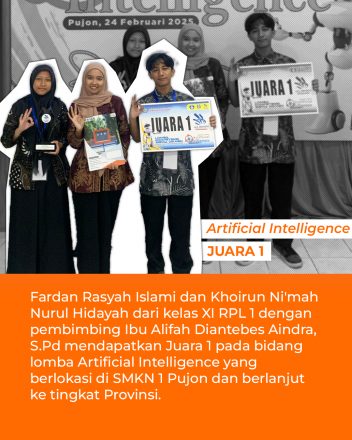 Intelligence
Pujon, 24 Februari 2025
JUARA 1
JUARA 1
Artificial Intelligence
JUARA 1
Fardan Rasyah Islami dan Khoirun Ni'mah
Nurul Hidayah dari kelas XI RPL 1 dengan
pembimbing Ibu Alifah Diantebes Aindra,
S.Pd mendapatkan Juara 1 pada bidang
lomba Artificial Intelligence yang
berlokasi di SMKN 1 Pujon dan berlanjut
ke tingkat Provinsi.